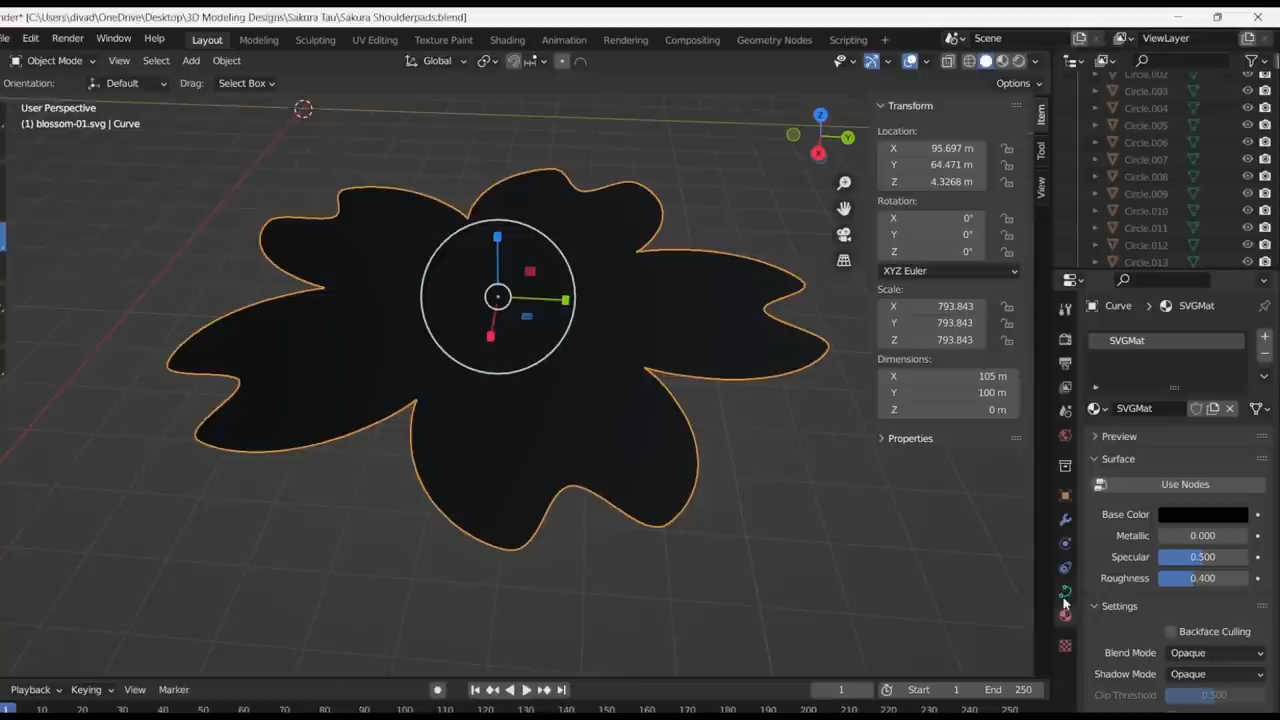 nder* [C:\Users\divad\OneDrive\Desktop\3D Modeling Designs\Sakura Tau\Sakura Shoulderpads.blend]
ile Edit Render Window Help Layout Modeling Sculpting UV Editing Texture Paint Shading Animation Rendering Compositing Geometry Nodes Scripting + Scene ViewLayer
Object Mode View Select Add Object Global
Orientation: Default Drag: Select Box Options
User Perspective
(1) blossom-01.svg | Curve
Z
Y
X
Transform
Location:
X 95.697 m
Y 64.471 m
Z 4.3268 m
Rotation:
X 0°
Y 0°
Z 0°
XYZ Euler
Scale:
X 793.843
Y 793.843
Z 793.843
Dimensions:
X 105 m
Y 100 m
Z 0 m
Properties
Item
Tool
View
Circle.002
Circle.003
Circle.004
Circle.005
Circle.006
Circle.007
Circle.008
Circle.009
Circle.010
Circle.011
Circle.012
Circle.013
Curve > SVGMat
SVGMat
SVGMat
Preview
Surface
Use Nodes
Base Color
Metallic 0.000
Specular 0.500
Roughness 0.400
Settings
Backface Culling
Blend Mode Opaque
Shadow Mode Opaque
Clip Threshold 0.500
Playback Keying View Marker 1 Start 1 End 250
1 10 20 30 40 50 60 70 80 90 100 110 120 130 140 150 160 170 180 190 200 210 220 230 240 250